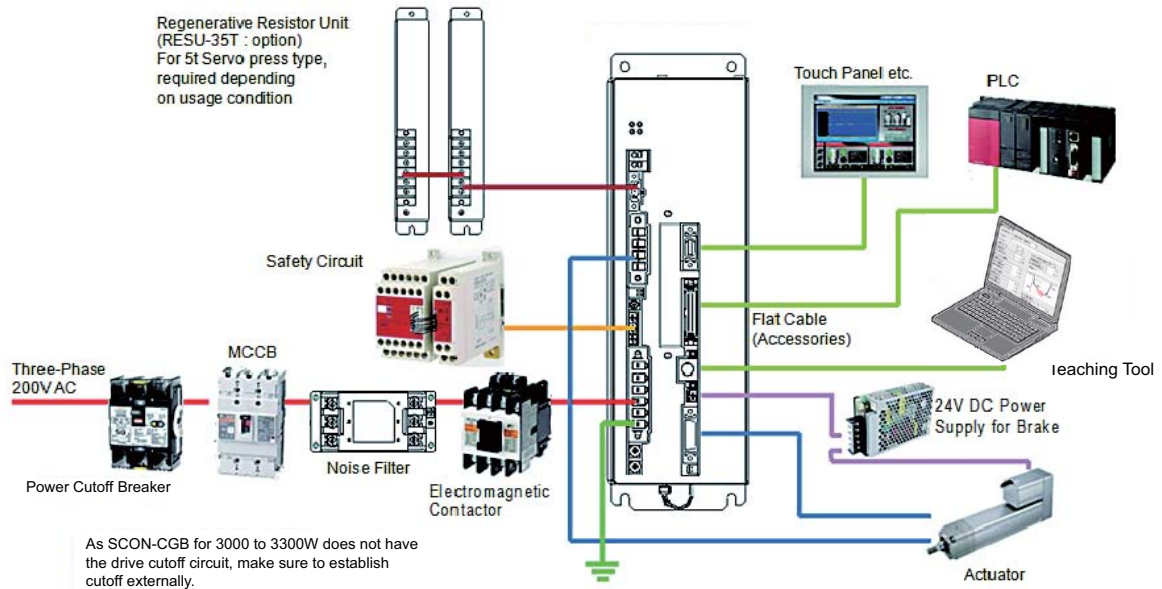 Regenerative Resistor Unit
(RESU-35T : option)
For 5t Servo press type,
required depending
on usage condition
Touch Panel etc.
PLC
Safety Circuit
Flat Cable
(Accessories)
Teaching Tool
Three-Phase
200V AC
MCCB
24V DC Power
Supply for Brake
Power Cutoff Breaker
Noise Filter
Electromagnetic
Contactor
Actuator
As SCON-CGB for 3000 to 3300W does not have
the drive cutoff circuit, make sure to establish
cutoff externally.